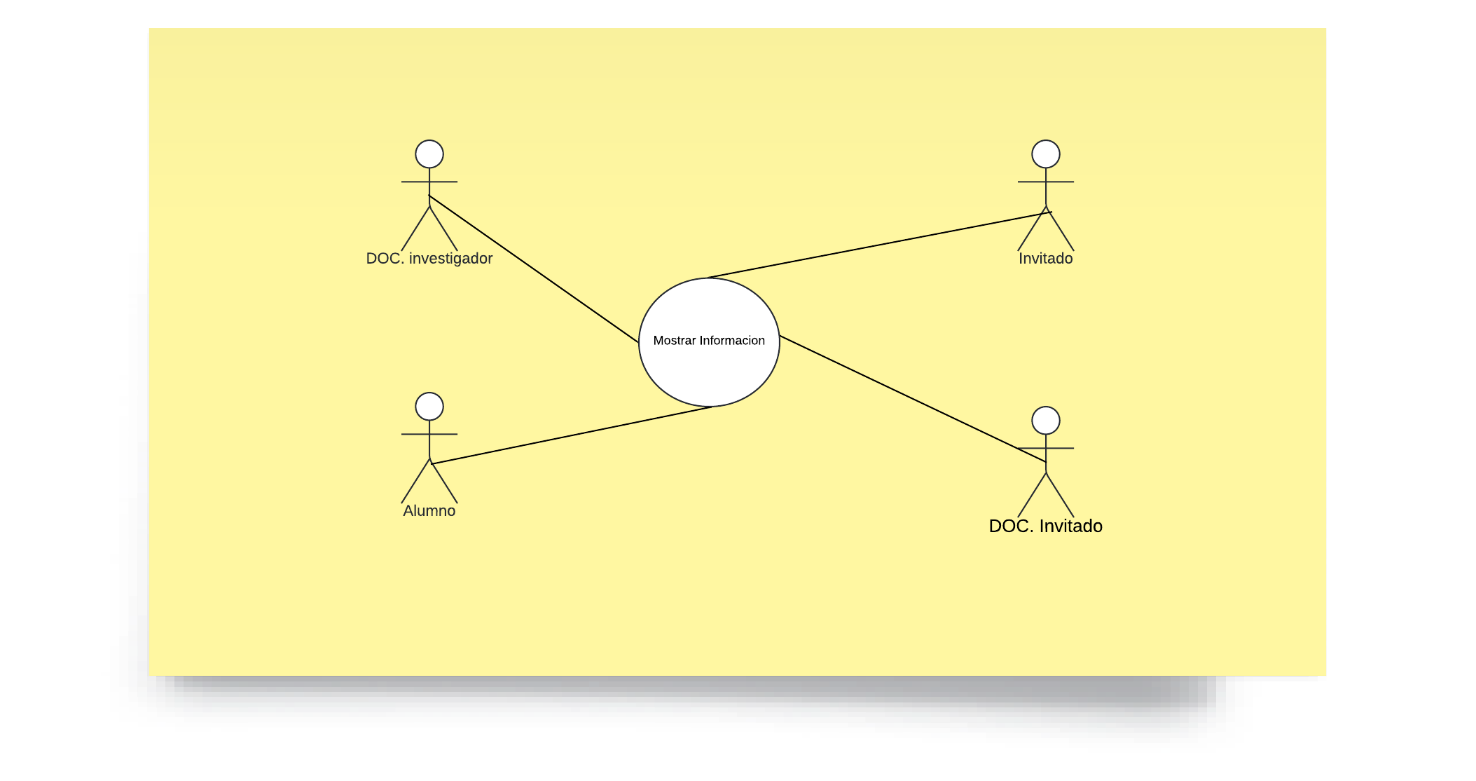 DOC. investigador
Invitado
Mostrar Informacion
Alumno
DOC. Invitado